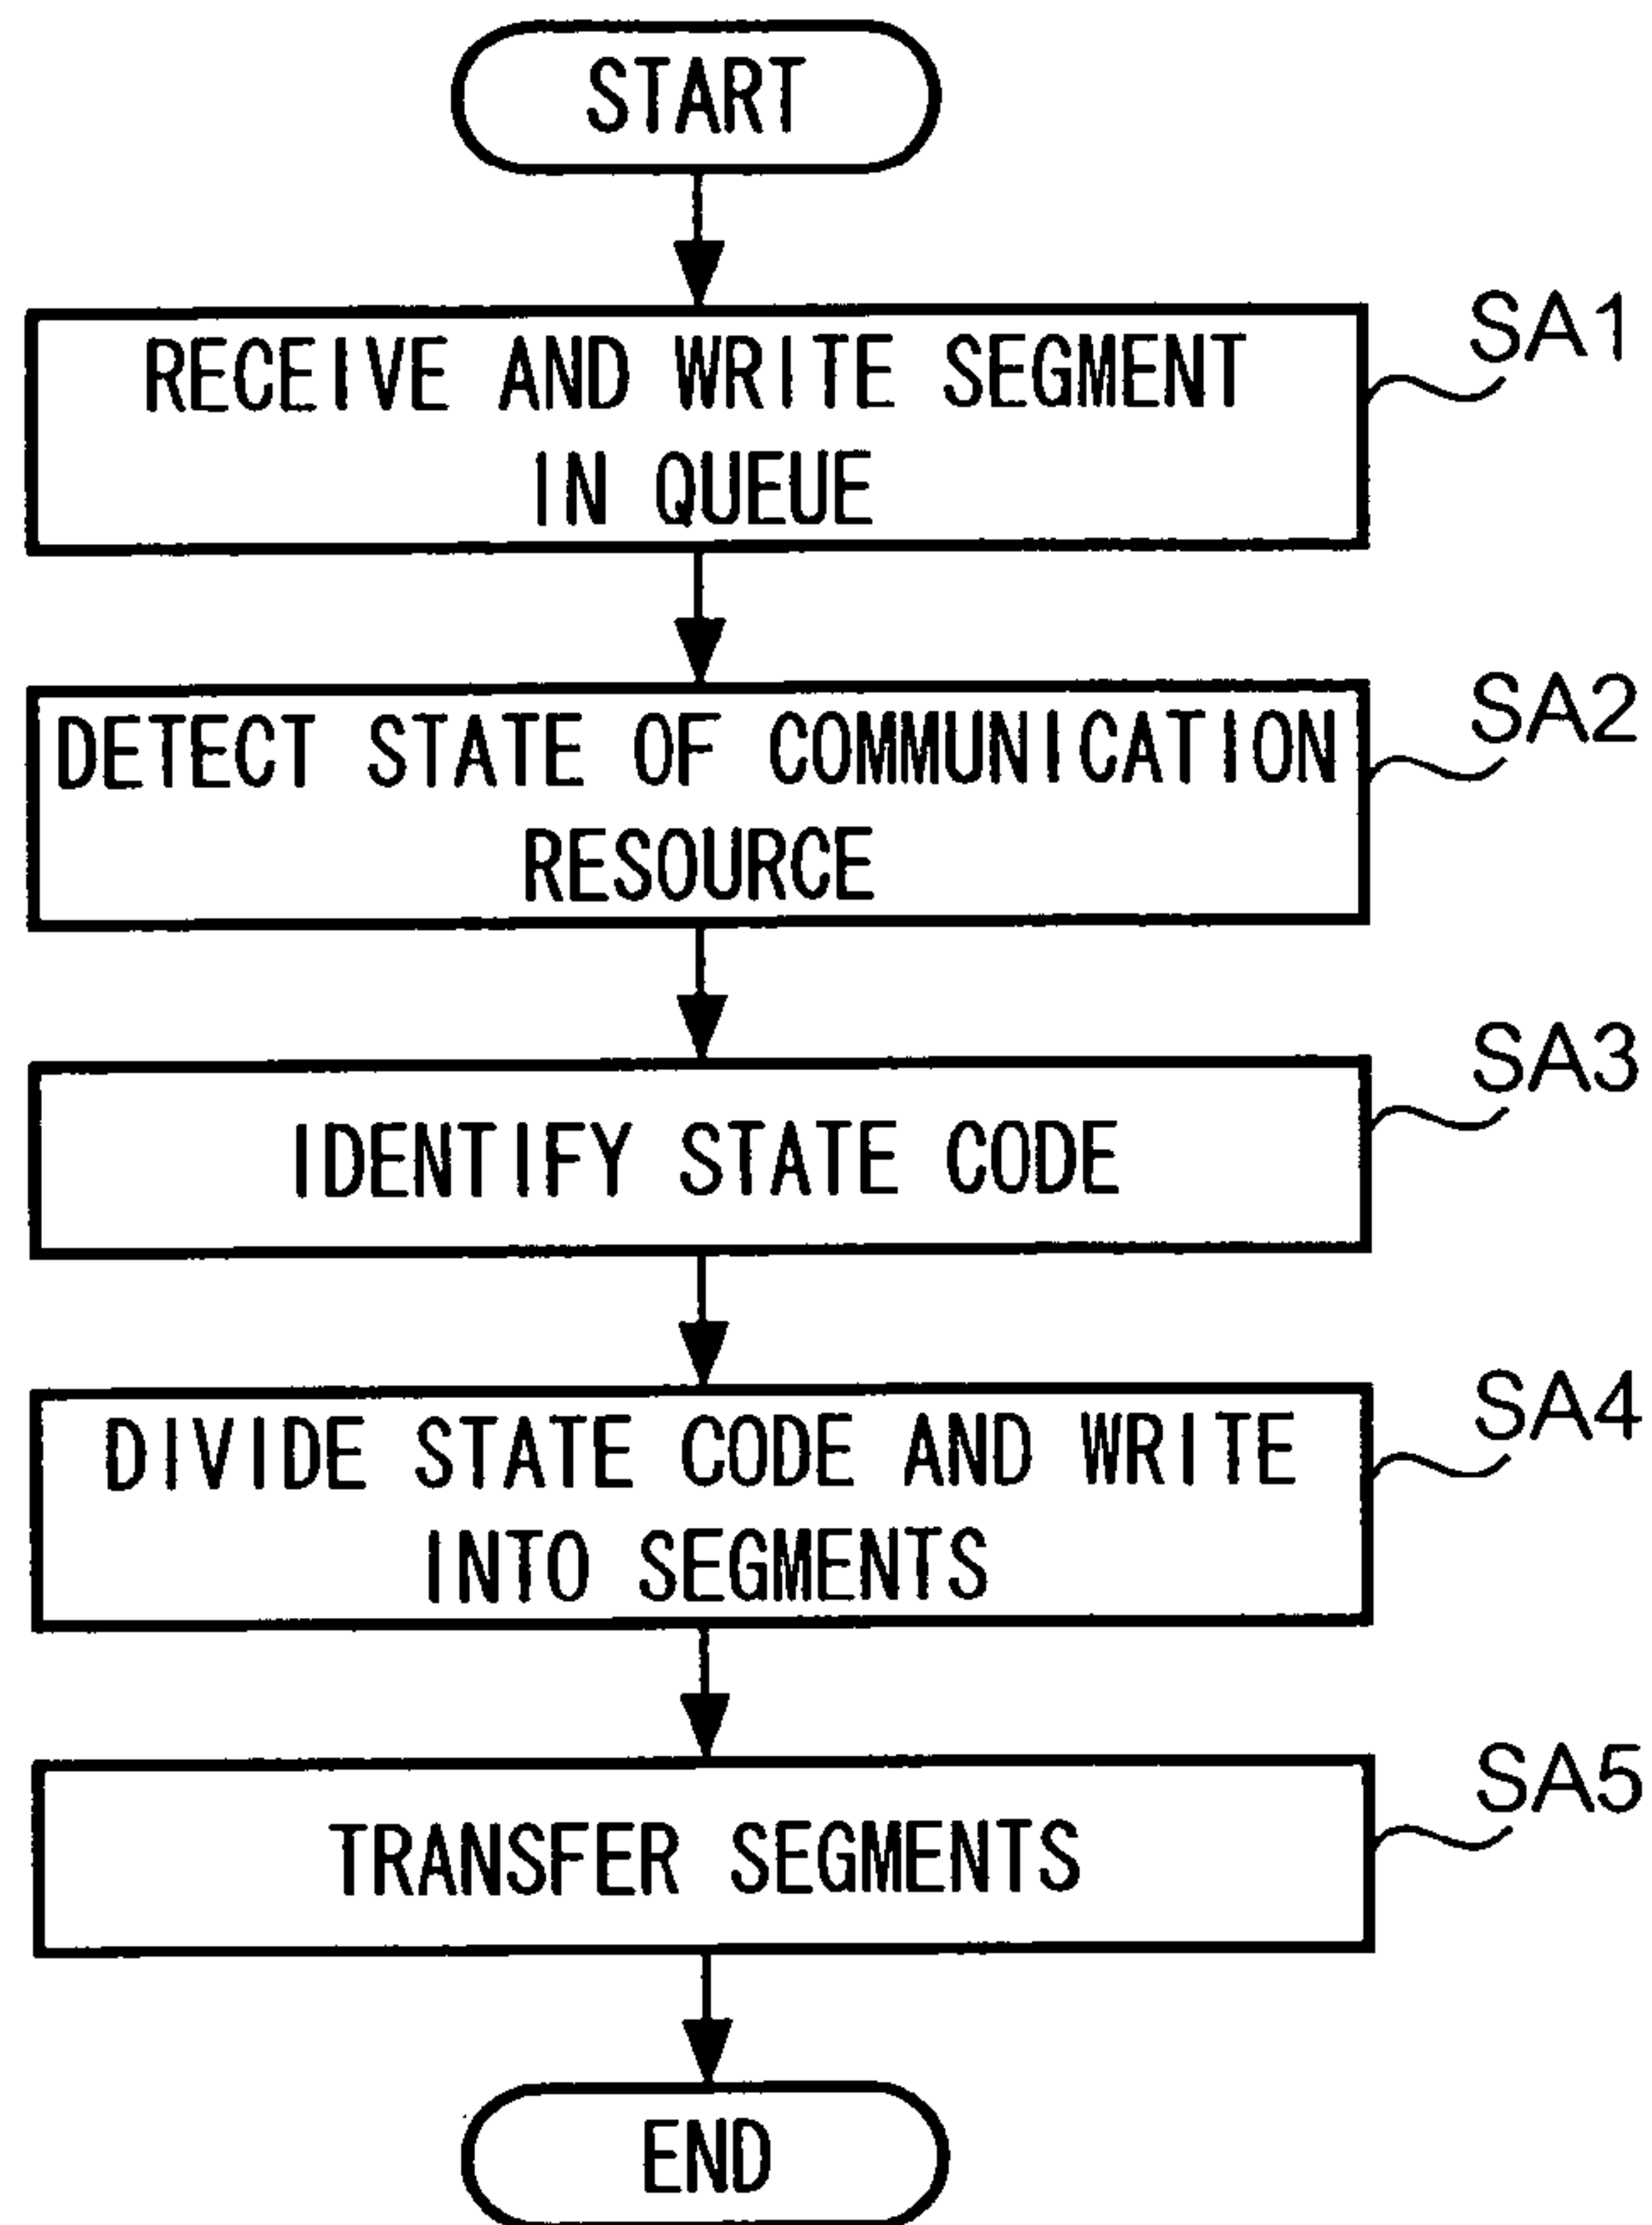 START
RECEIVE AND WRITE SEGMENT
IN QUEUE
SA1
DETECT STATE OF COMMUNICATION
RESOURCE
SA2
IDENTIFY STATE CODE
SA3
DIVIDE STATE CODE AND WRITE
INTO SEGMENTS
SA4
TRANSFER SEGMENTS
SA5
END